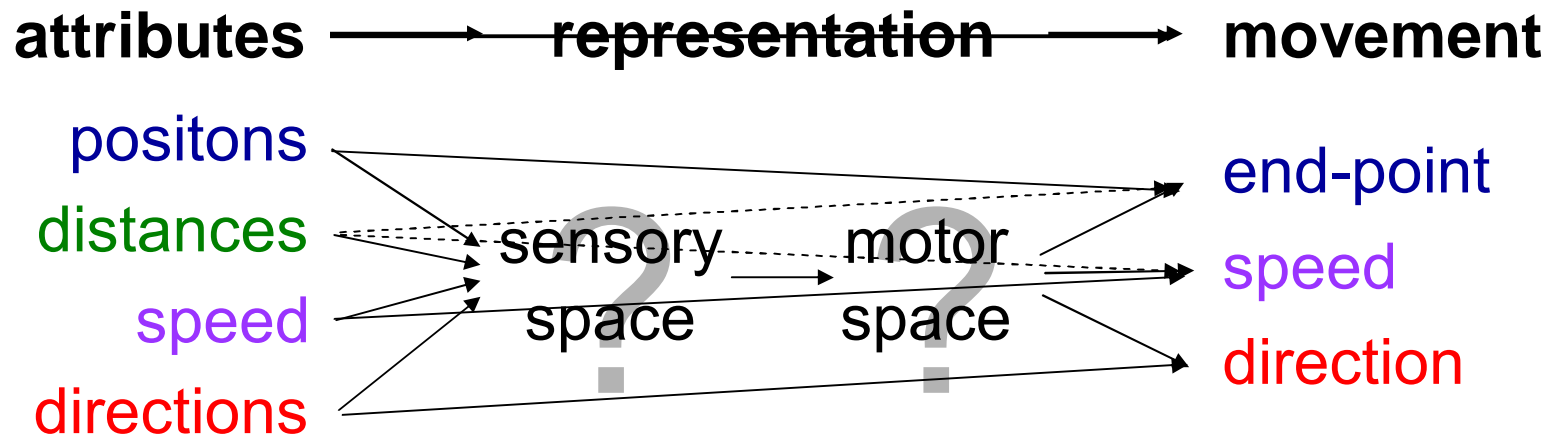 attributes representation movement
positons
distances
speed
directions
sensory
space
?
motor
space
?
end-point
speed
direction